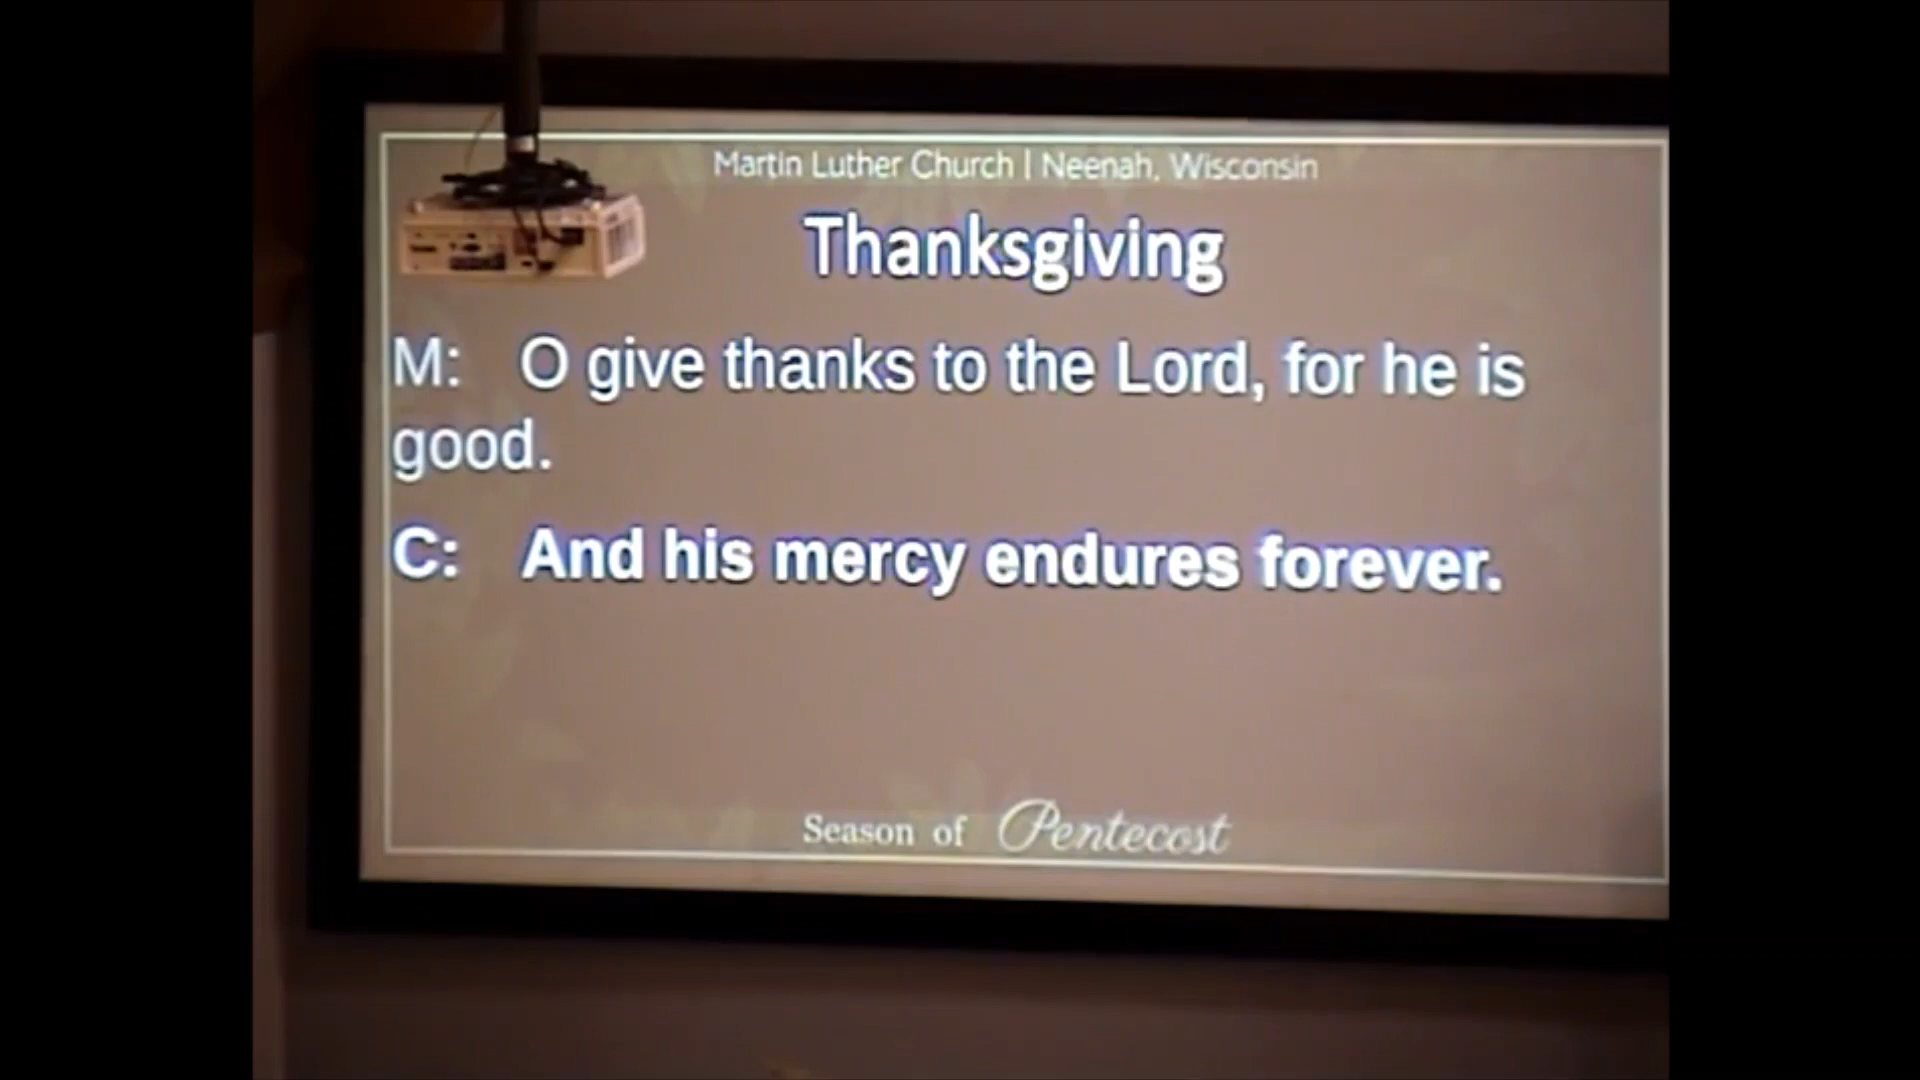 Martin Luther Church | Neenah, Wisconsin
Thanksgiving
M: O give thanks to the Lord, for he is
good.
C: And his mercy endures forever.
Season of Pentecost